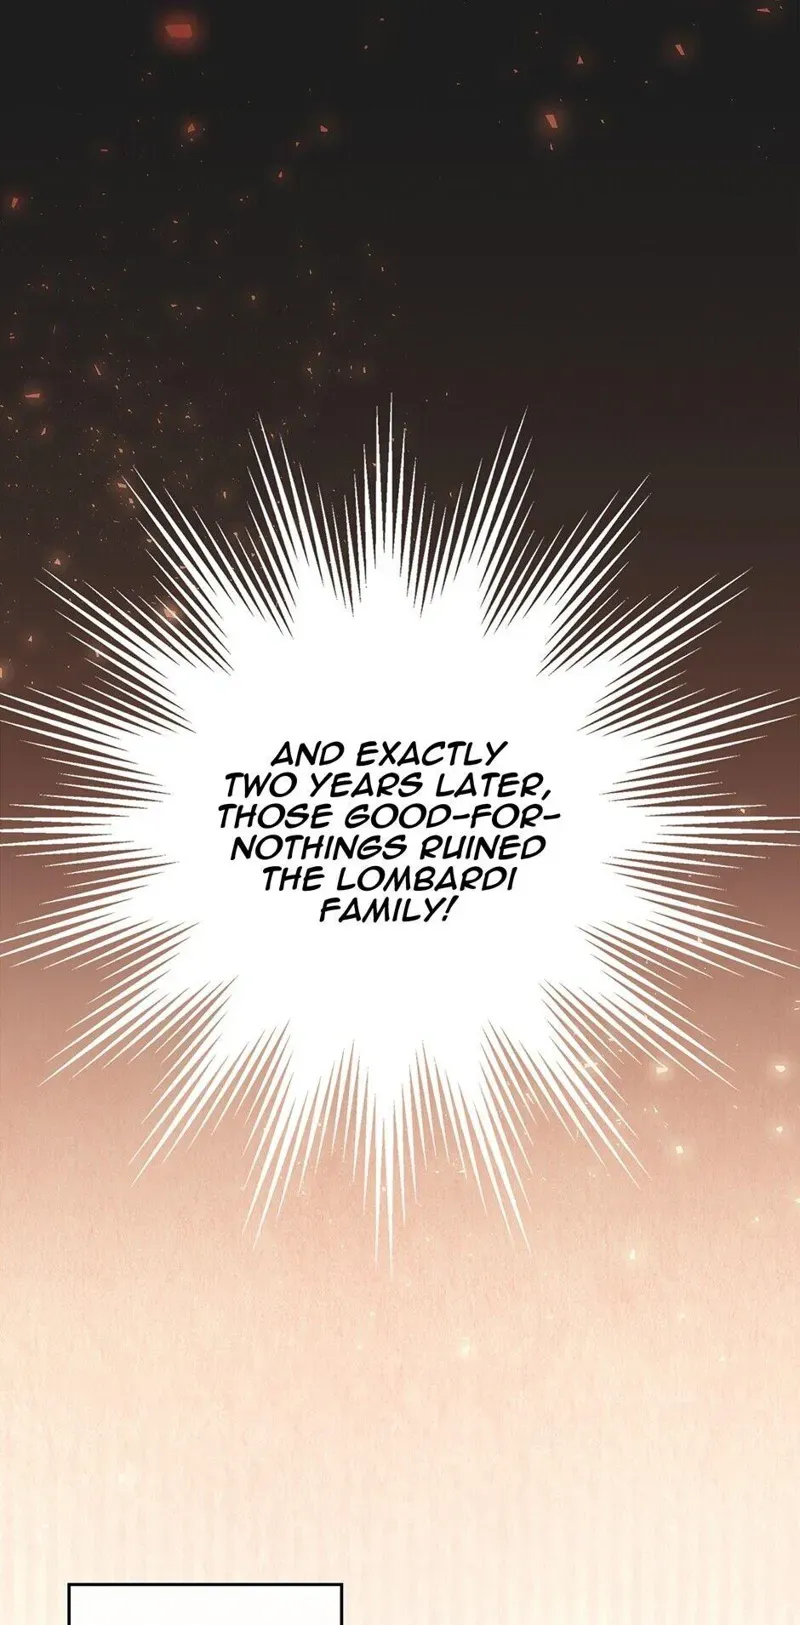 AND EXACTLY
TWO YEARS LATER,
THOSE GOOD-FOR-
NOTHINGS RUINED
THE LOMBARDI
FAMILY!